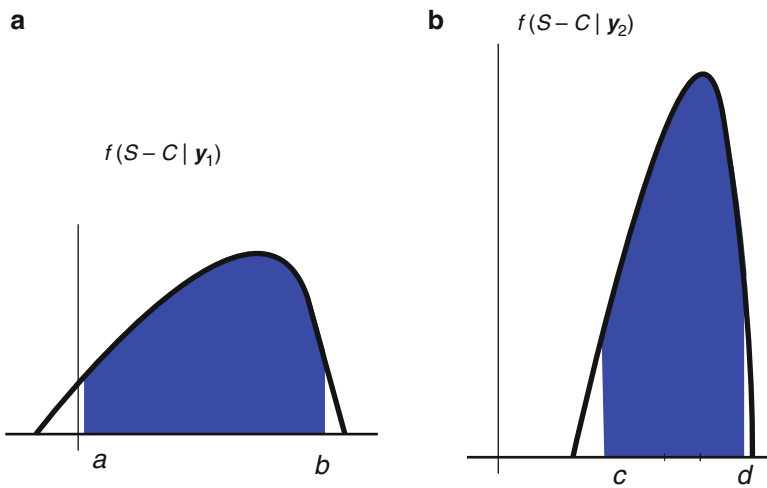 a
f (S – C | y₁)
a b
b
f (S – C | y₂)
c d